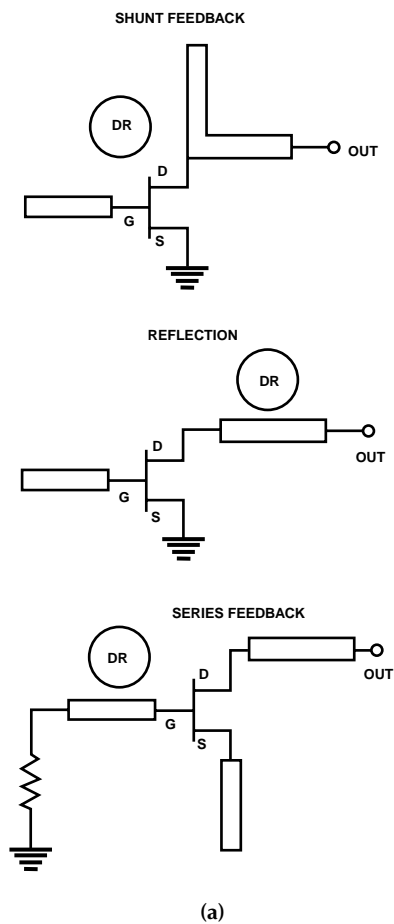 SHUNT FEEDBACK
DR
D
OUT
G
S
REFLECTION
DR
D
OUT
G
S
SERIES FEEDBACK
DR
D
OUT
G
S
(a)